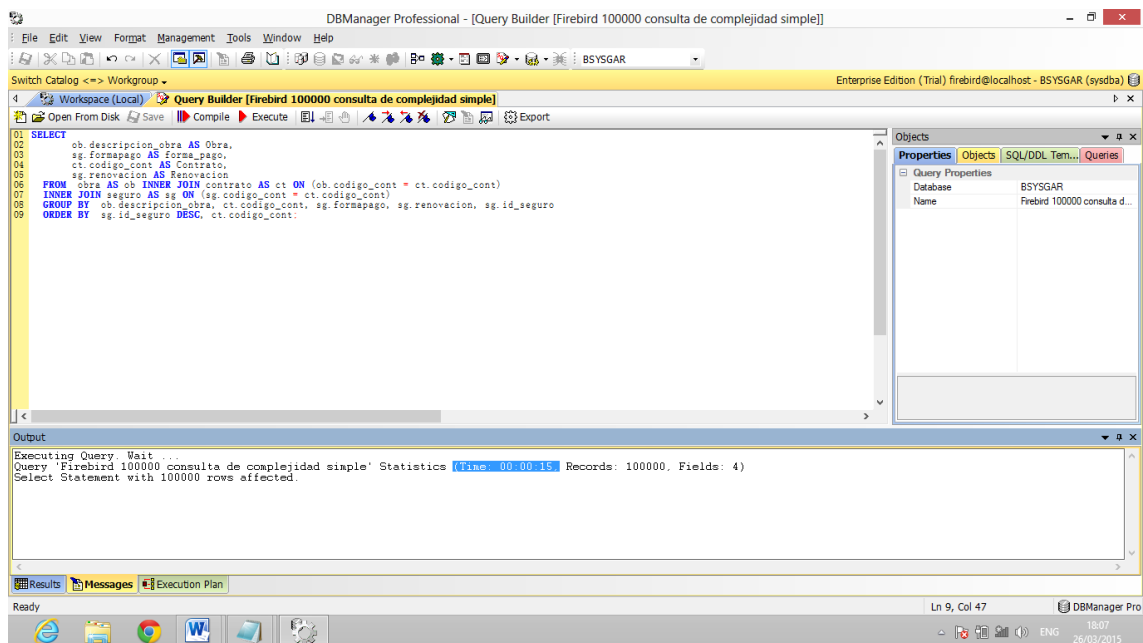 DBManager Professional - [Query Builder [Firebird 100000 consulta de complejidad simple]]
File Edit View Format Management Tools Window Help
BSYSGAR
Switch Catalog <=> Workgroup
Enterprise Edition (Trial) firebird@localhost - BSYSGAR (sysdba)
Workspace (Local) Query Builder [Firebird 100000 consulta de complejidad simple]
Open From Disk Save Compile Execute Export
01 SELECT
02 ob.descripcion_obra AS Obra,
03 sg.formapago AS forma_pago,
04 ct.codigo_cont AS Contrato,
05 sg.renovacion AS Renovacion
06 FROM obra AS ob INNER JOIN contrato AS ct ON (ob.codigo_cont = ct.codigo_cont)
07 INNER JOIN seguro AS sg ON (sg.codigo_cont = ct.codigo_cont)
08 GROUP BY ob.descripcion_obra, ct.codigo_cont, sg.formapago, sg.renovacion, sg.id_seguro
09 ORDER BY sg.id_seguro DESC, ct.codigo_cont;
Objects
Properties Objects SQL/DDL Tem... Queries
Query Properties
Database BSYSGAR
Name Firebird 100000 consulta d...
Output
Executing Query. Wait ...
Query 'Firebird 100000 consulta de complejidad simple' Statistics (Time: 00:00:15, Records: 100000, Fields: 4)
Select Statement with 100000 rows affected.
Results Messages Execution Plan
Ready
Ln 9, Col 47
DBManager Pro
ENG
18:07
26/03/2015